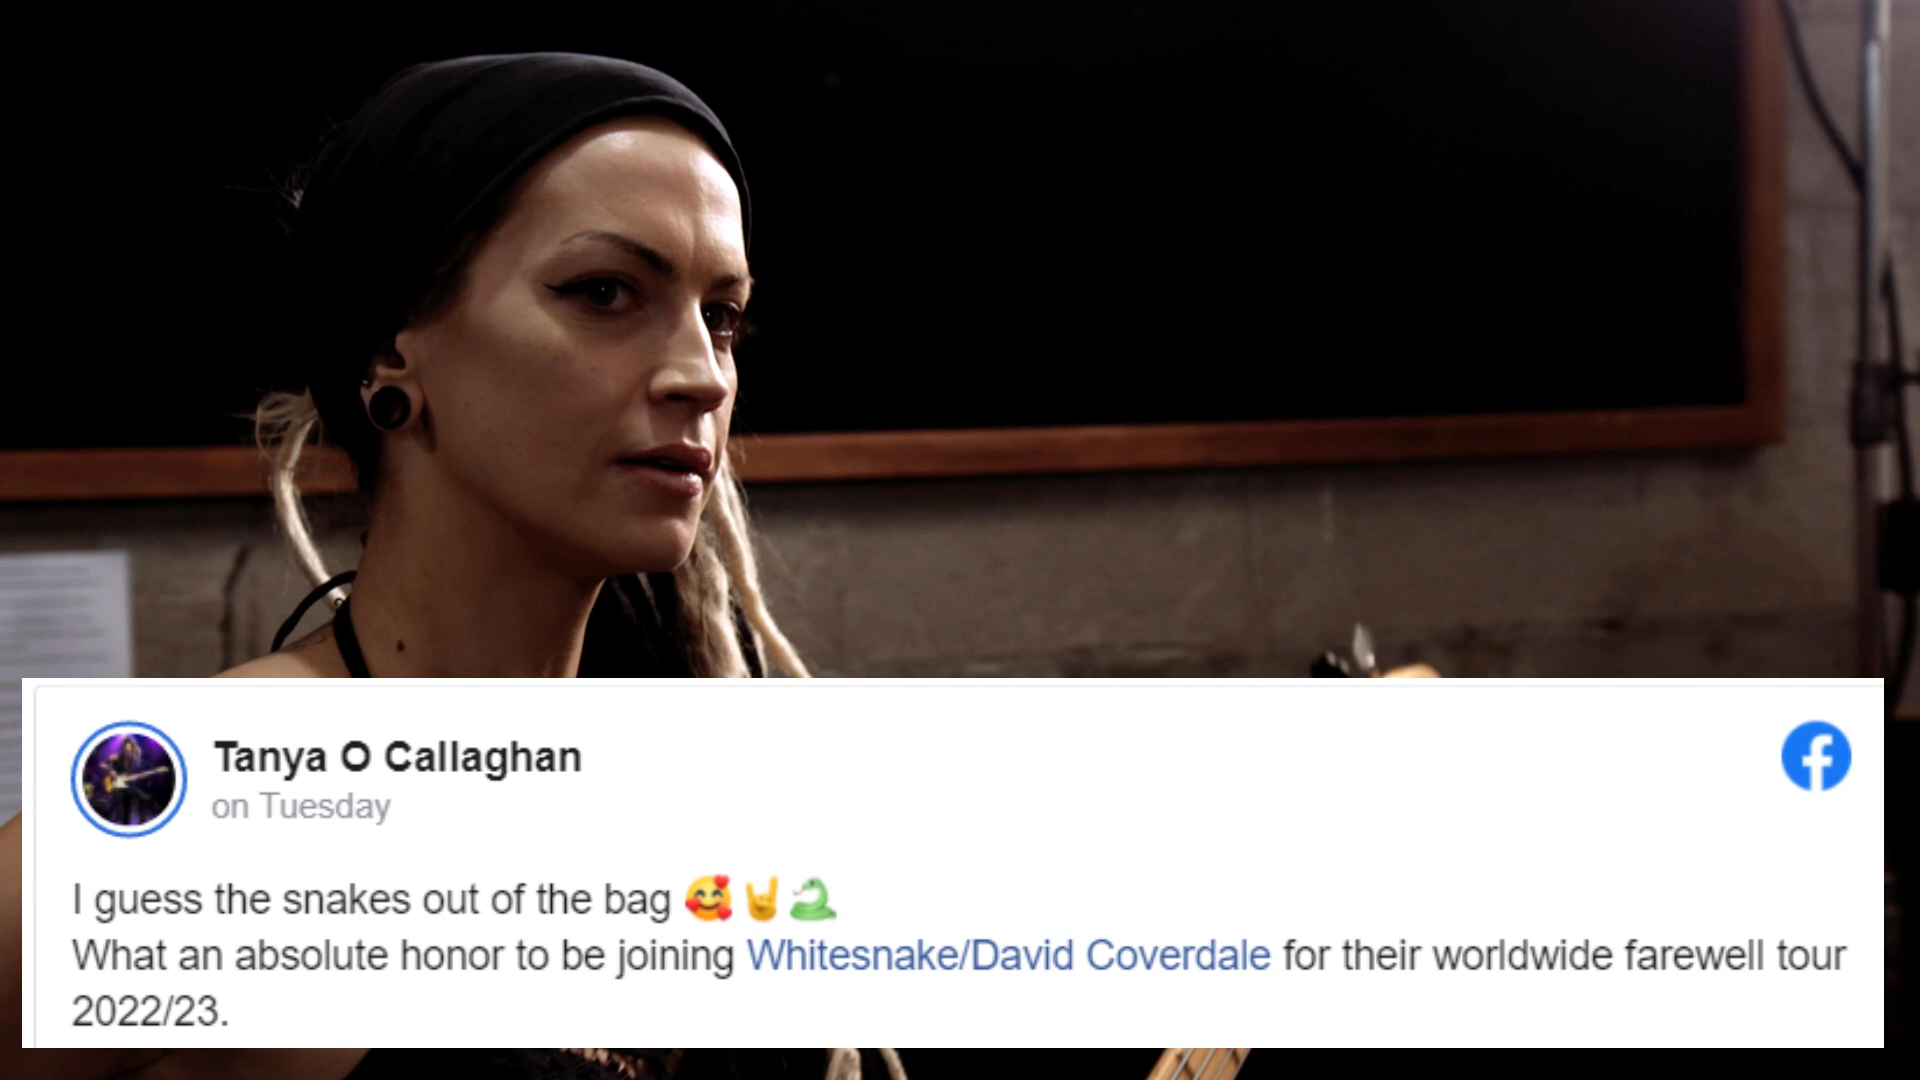 Tanya O Callaghan
on Tuesday
I guess the snakes out of the bag 🥰🤘🐍
What an absolute honor to be joining Whitesnake/David Coverdale for their worldwide farewell tour
2022/23.